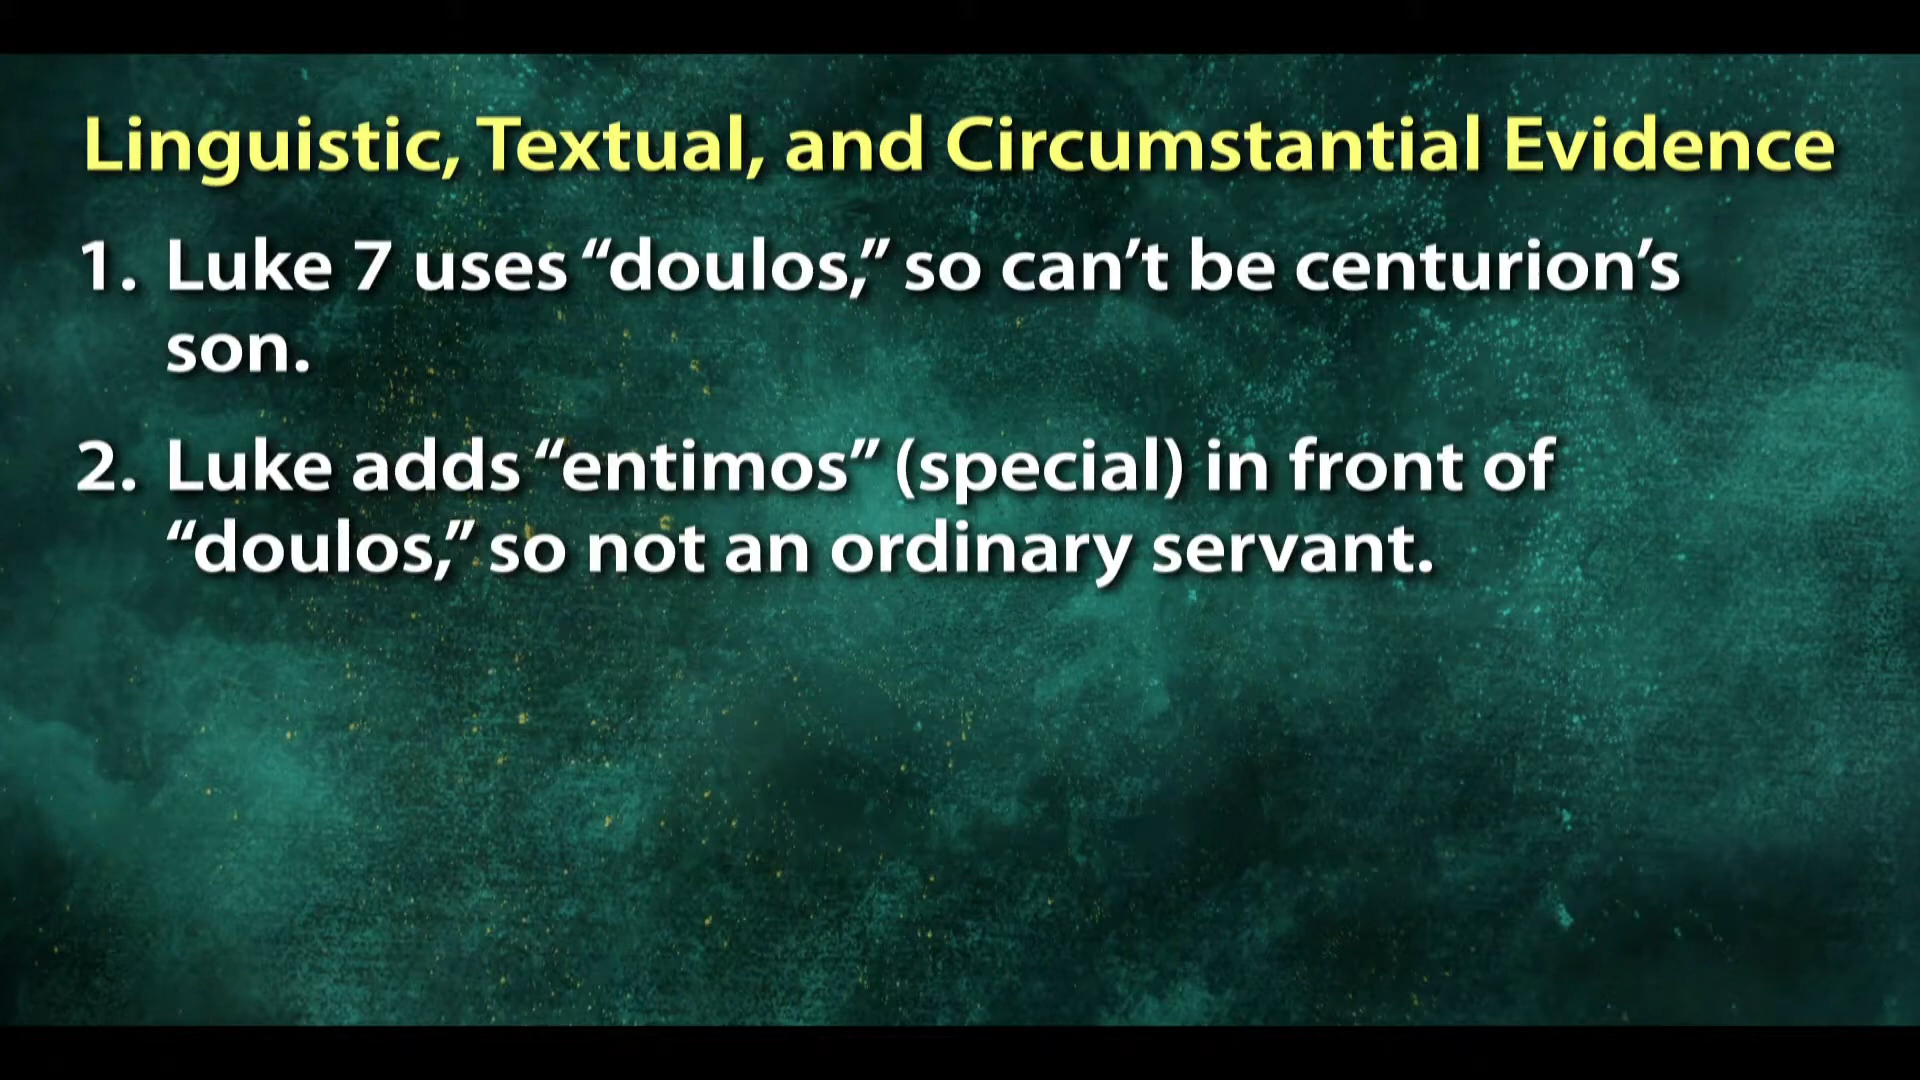 Linguistic, Textual, and Circumstantial Evidence
1. Luke 7 uses “doulos,” so can’t be centurion’s
son.
2. Luke adds “entimos” (special) in front of
“doulos,” so not an ordinary servant.